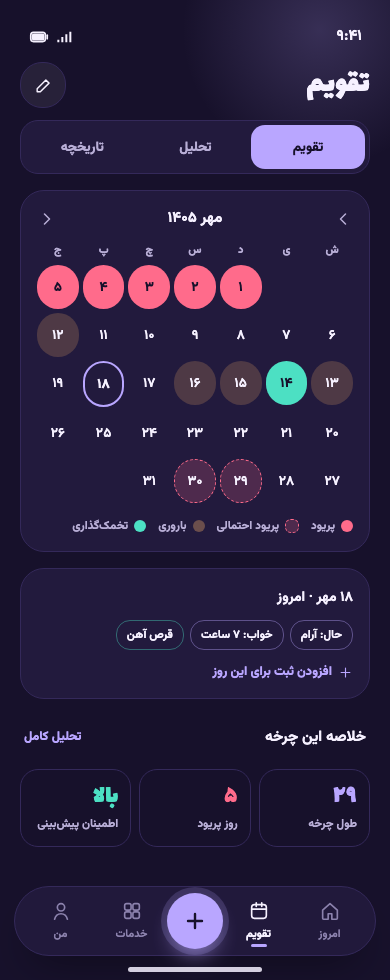 ۹:۴۱
تقویم
تقویم تحلیل تاریخچه
مهر ۱۴۰۵
ش ی د س چ پ ج
۱ ۲ ۳ ۴ ۵
۶ ۷ ۸ ۹ ۱۰ ۱۱ ۱۲
۱۳ ۱۴ ۱۵ ۱۶ ۱۷ ۱۸ ۱۹
۲۰ ۲۱ ۲۲ ۲۳ ۲۴ ۲۵ ۲۶
۲۷ ۲۸ ۲۹ ۳۰ ۳۱
پریود پریود احتمالی باروری تخمک‌گذاری
۱۸ مهر · امروز
حال: آرام خواب: ۷ ساعت قرص آهن
+ افزودن ثبت برای این روز
خلاصه این چرخه تحلیل کامل
۲۹ ۵ بالا
طول چرخه روز پریود اطمینان پیش‌بینی
امروز تقویم خدمات من